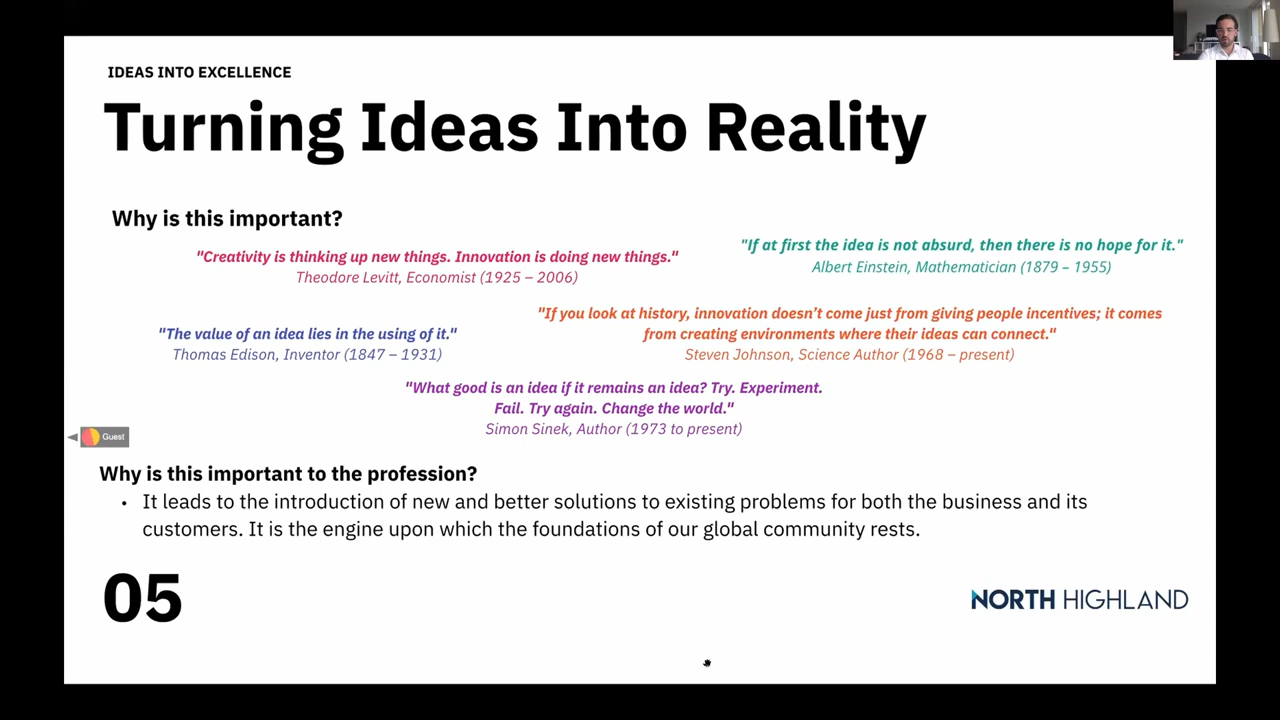 IDEAS INTO EXCELLENCE
Turning Ideas Into Reality
Why is this important?
"Creativity is thinking up new things. Innovation is doing new things."
Theodore Levitt, Economist (1925 – 2006)
"If at first the idea is not absurd, then there is no hope for it."
Albert Einstein, Mathematician (1879 – 1955)
"The value of an idea lies in the using of it."
Thomas Edison, Inventor (1847 – 1931)
"If you look at history, innovation doesn’t come just from giving people incentives; it comes
from creating environments where their ideas can connect."
Steven Johnson, Science Author (1968 – present)
"What good is an idea if it remains an idea? Try. Experiment.
Fail. Try again. Change the world."
Simon Sinek, Author (1973 to present)
Guest
Why is this important to the profession?
• It leads to the introduction of new and better solutions to existing problems for both the business and its
customers. It is the engine upon which the foundations of our global community rests.
05
NORTH HIGHLAND